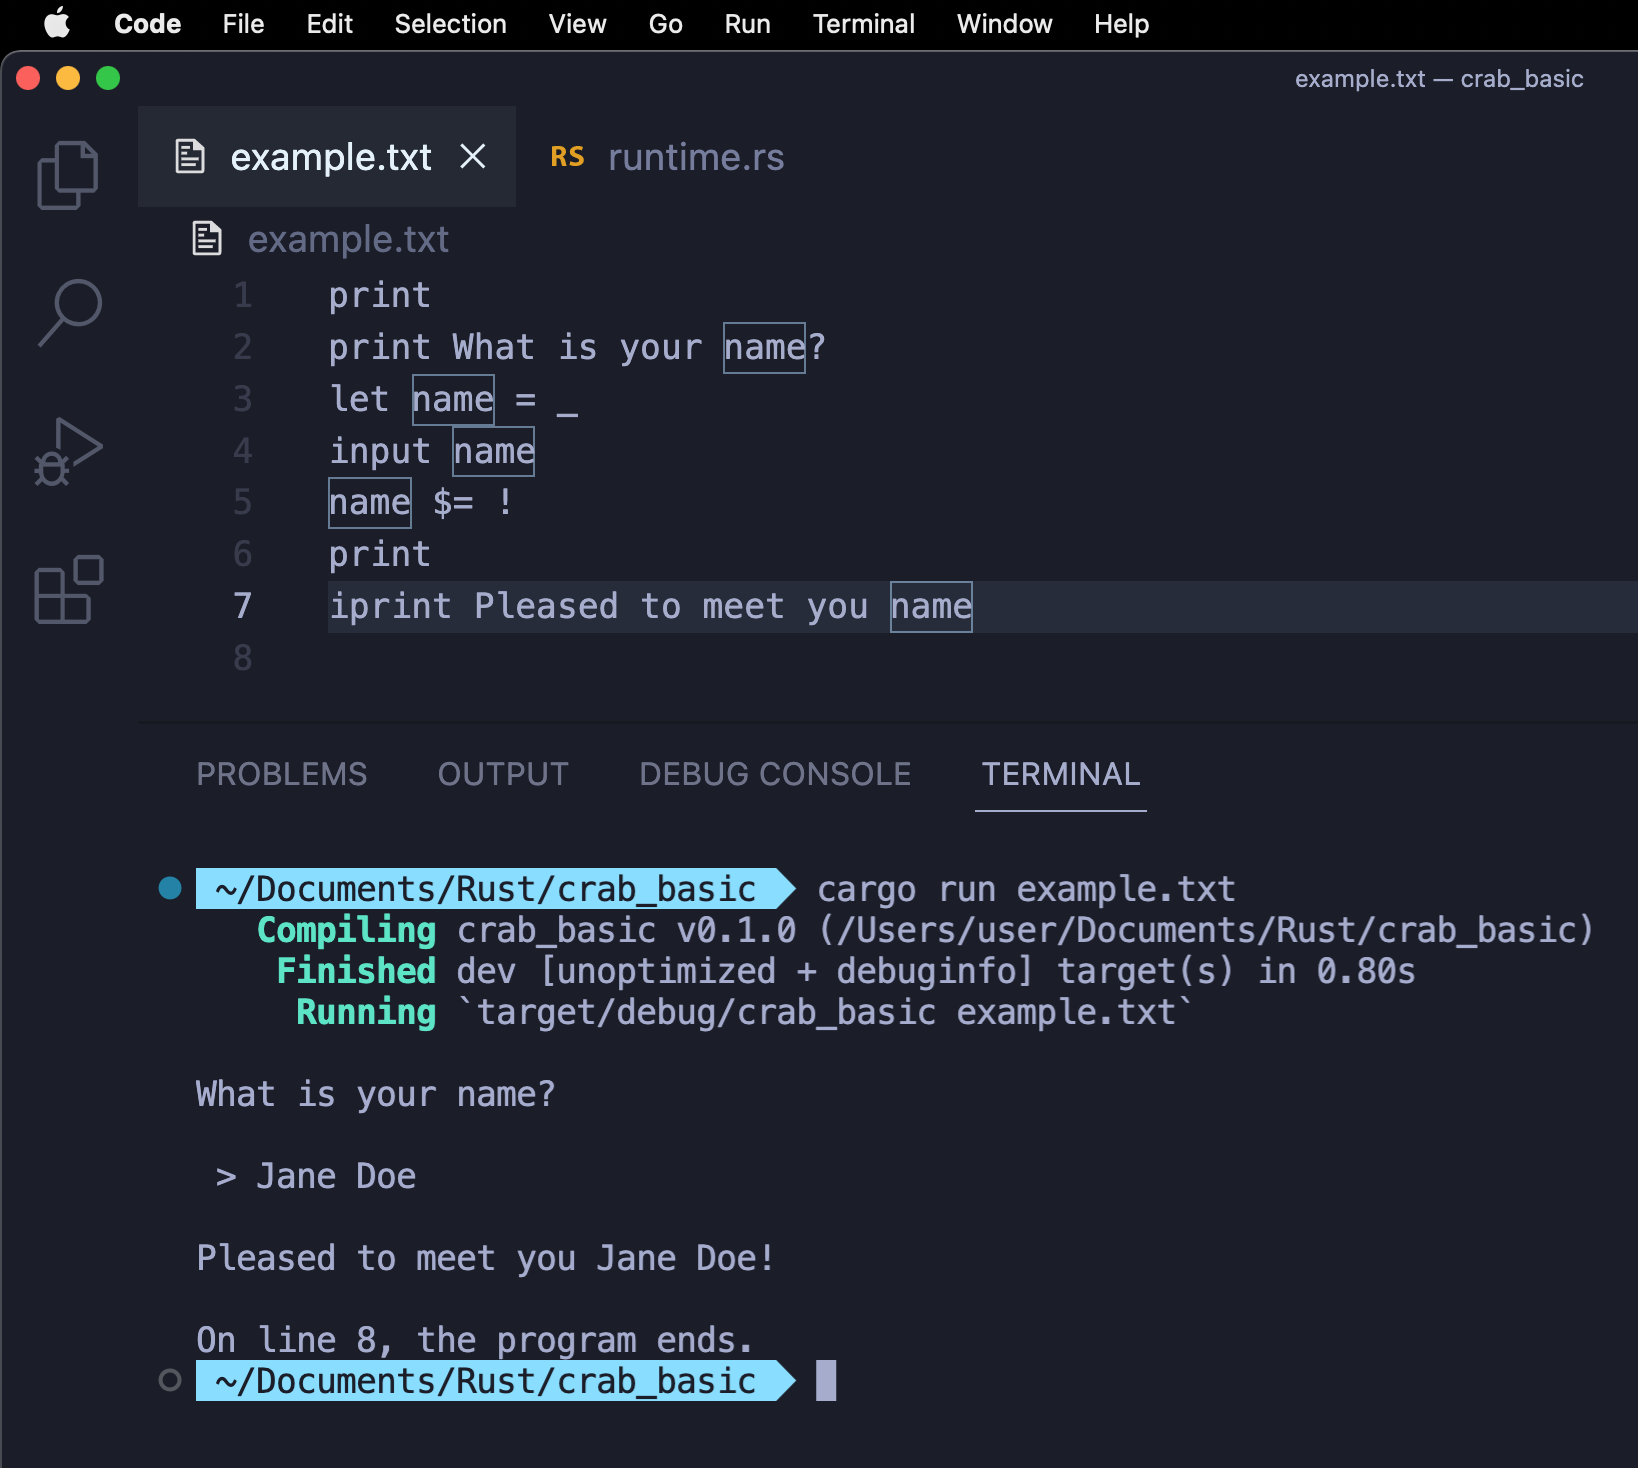 Code File Edit Selection View Go Run Terminal Window Help
example.txt — crab_basic
example.txt RS runtime.rs
example.txt
1 print
2 print What is your name?
3 let name = _
4 input name
5 name $= !
6 print
7 iprint Pleased to meet you name
8
PROBLEMS OUTPUT DEBUG CONSOLE TERMINAL
~/Documents/Rust/crab_basic cargo run example.txt
Compiling crab_basic v0.1.0 (/Users/user/Documents/Rust/crab_basic)
Finished dev [unoptimized + debuginfo] target(s) in 0.80s
Running `target/debug/crab_basic example.txt`
What is your name?
> Jane Doe
Pleased to meet you Jane Doe!
On line 8, the program ends.
~/Documents/Rust/crab_basic